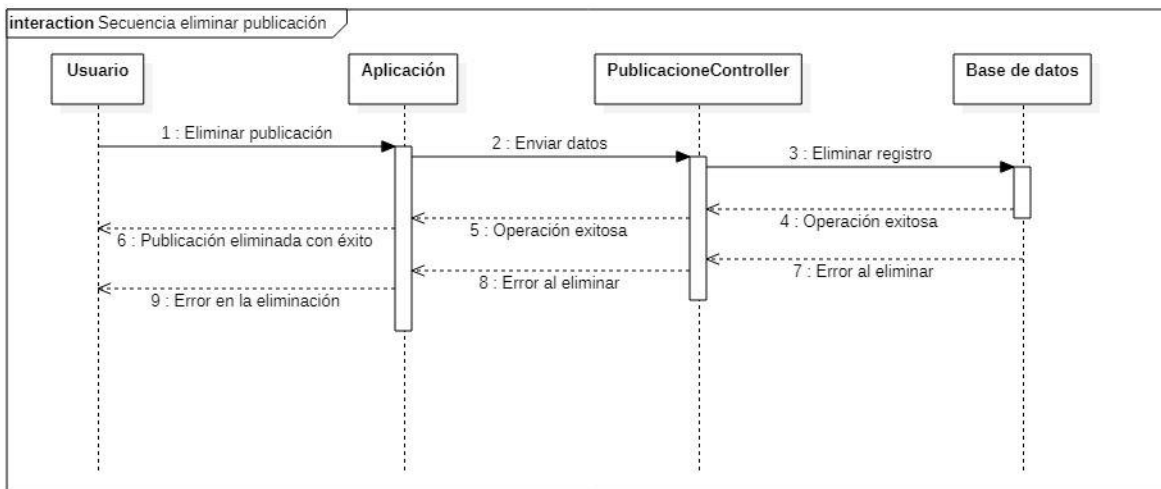 interaction Secuencia eliminar publicación
Usuario
Aplicación
PublicacioneController
Base de datos
1 : Eliminar publicación
2 : Enviar datos
3 : Eliminar registro
4 : Operación exitosa
5 : Operación exitosa
6 : Publicación eliminada con éxito
7 : Error al eliminar
8 : Error al eliminar
9 : Error en la eliminación